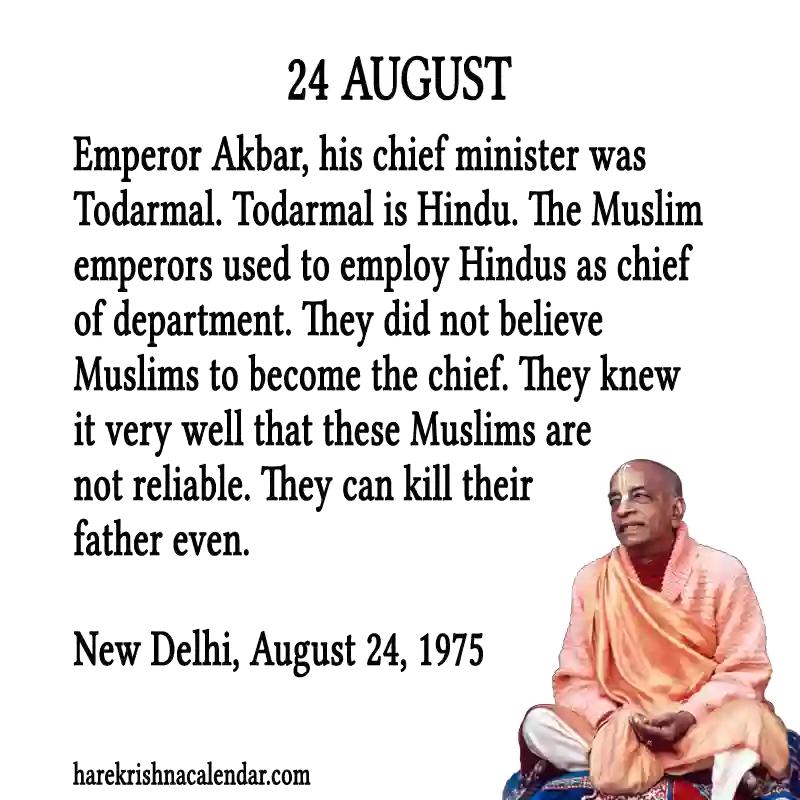 24 AUGUST
Emperor Akbar, his chief minister was
Todarmal. Todarmal is Hindu. The Muslim
emperors used to employ Hindus as chief
of department. They did not believe
Muslims to become the chief. They knew
it very well that these Muslims are
not reliable. They can kill their
father even.
New Delhi, August 24, 1975
harekrishnacalendar.com